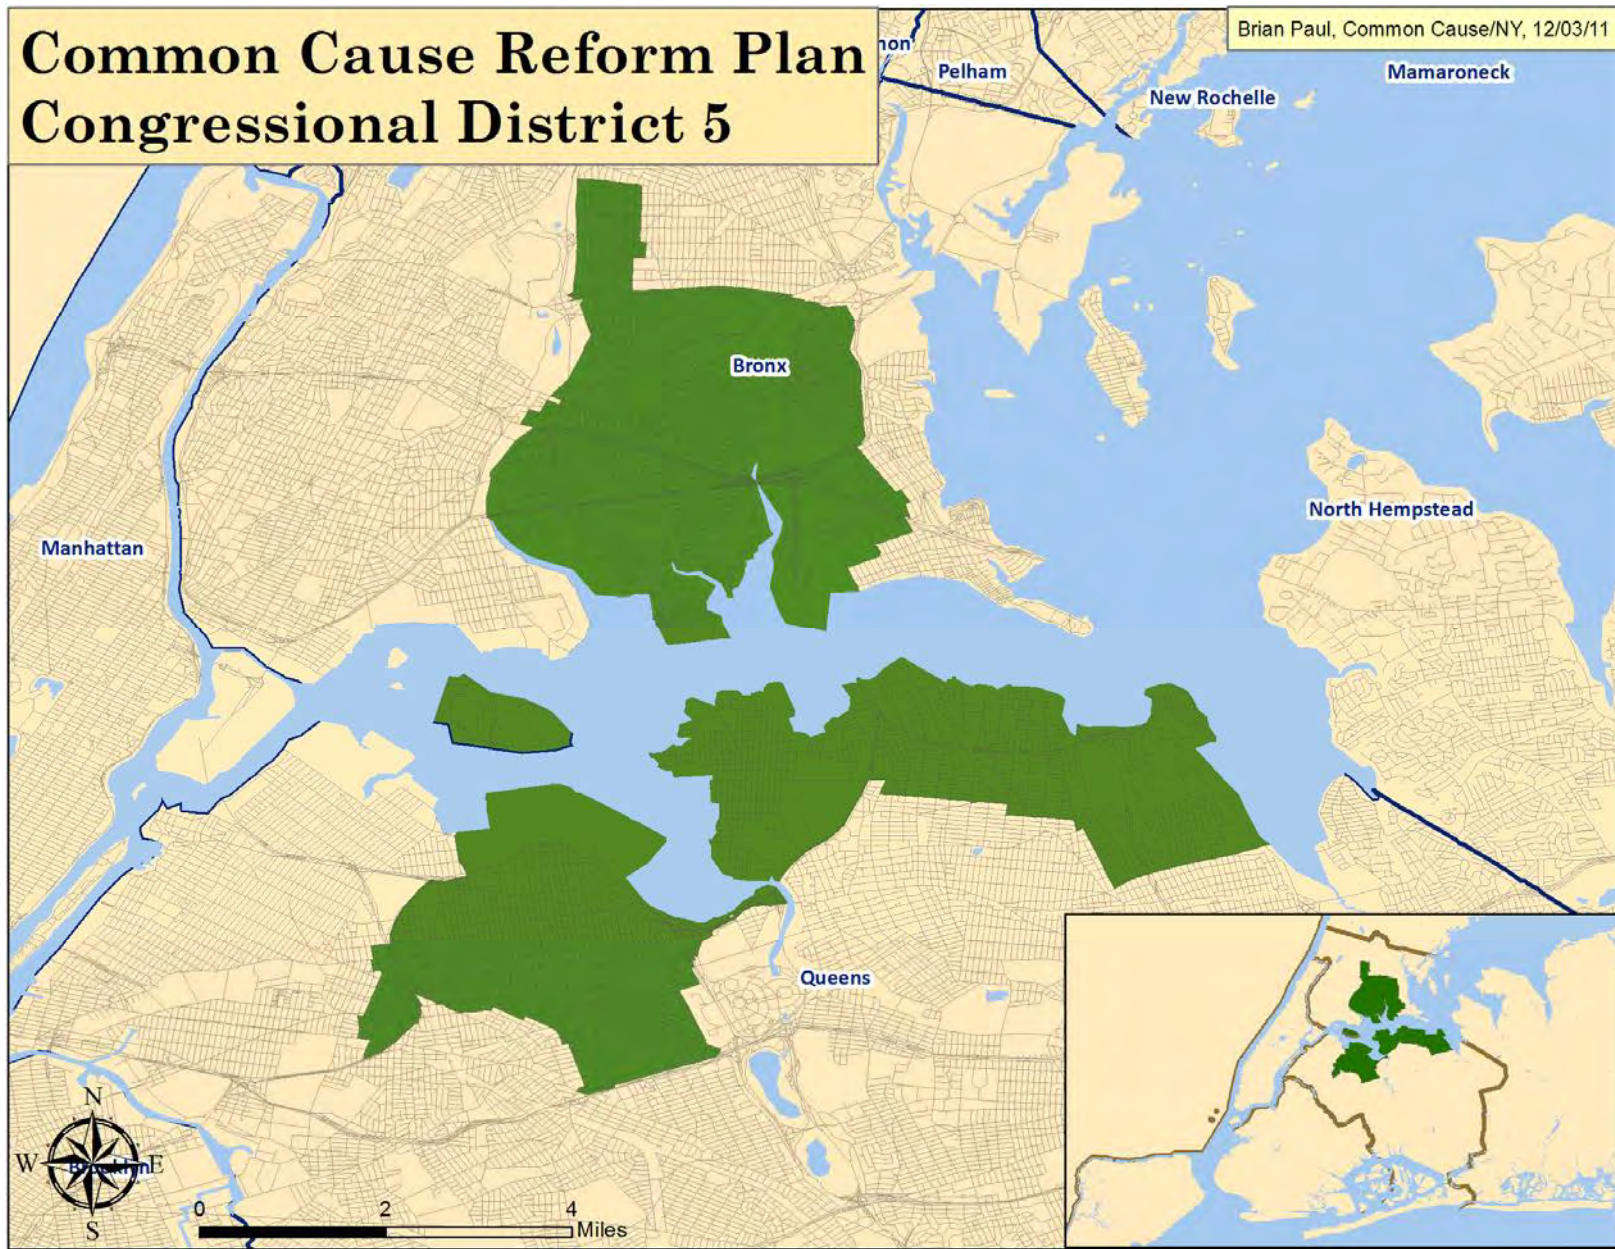 Common Cause Reform Plan
Congressional District 5
Brian Paul, Common Cause/NY, 12/03/11
Pelham
Mamaroneck
New Rochelle
Bronx
North Hempstead
Manhattan
Queens
N
W
E
Brooklyn
S
0 2 4
Miles